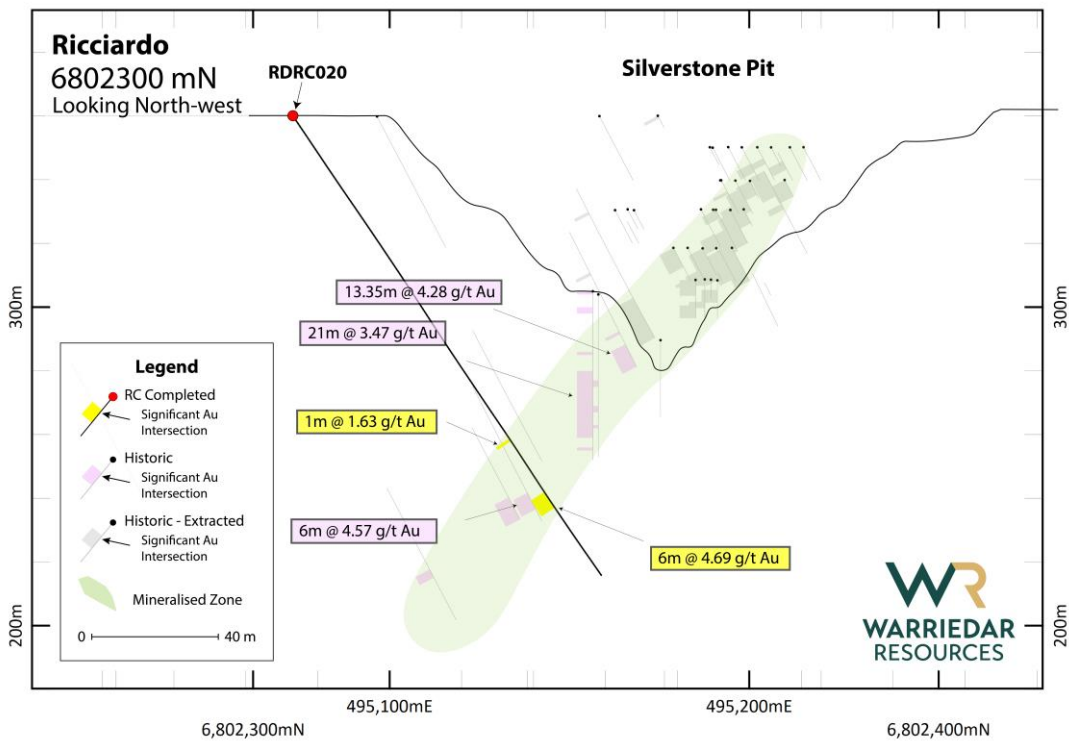 Ricciardo
6802300 mN
Looking North-west
RDRC020
Silverstone Pit
13.35m @ 4.28 g/t Au
300m
300m
21m @ 3.47 g/t Au
Legend
RC Completed
Significant Au
Intersection
Historic
Significant Au
Intersection
Historic - Extracted
Significant Au
Intersection
Mineralised Zone
0
40 m
1m @ 1.63 g/t Au
6m @ 4.57 g/t Au
6m @ 4.69 g/t Au
WR
WARRIEDAR
RESOURCES
200m
200m
495,100mE
495,200mE
6,802,300mN
6,802,400mN